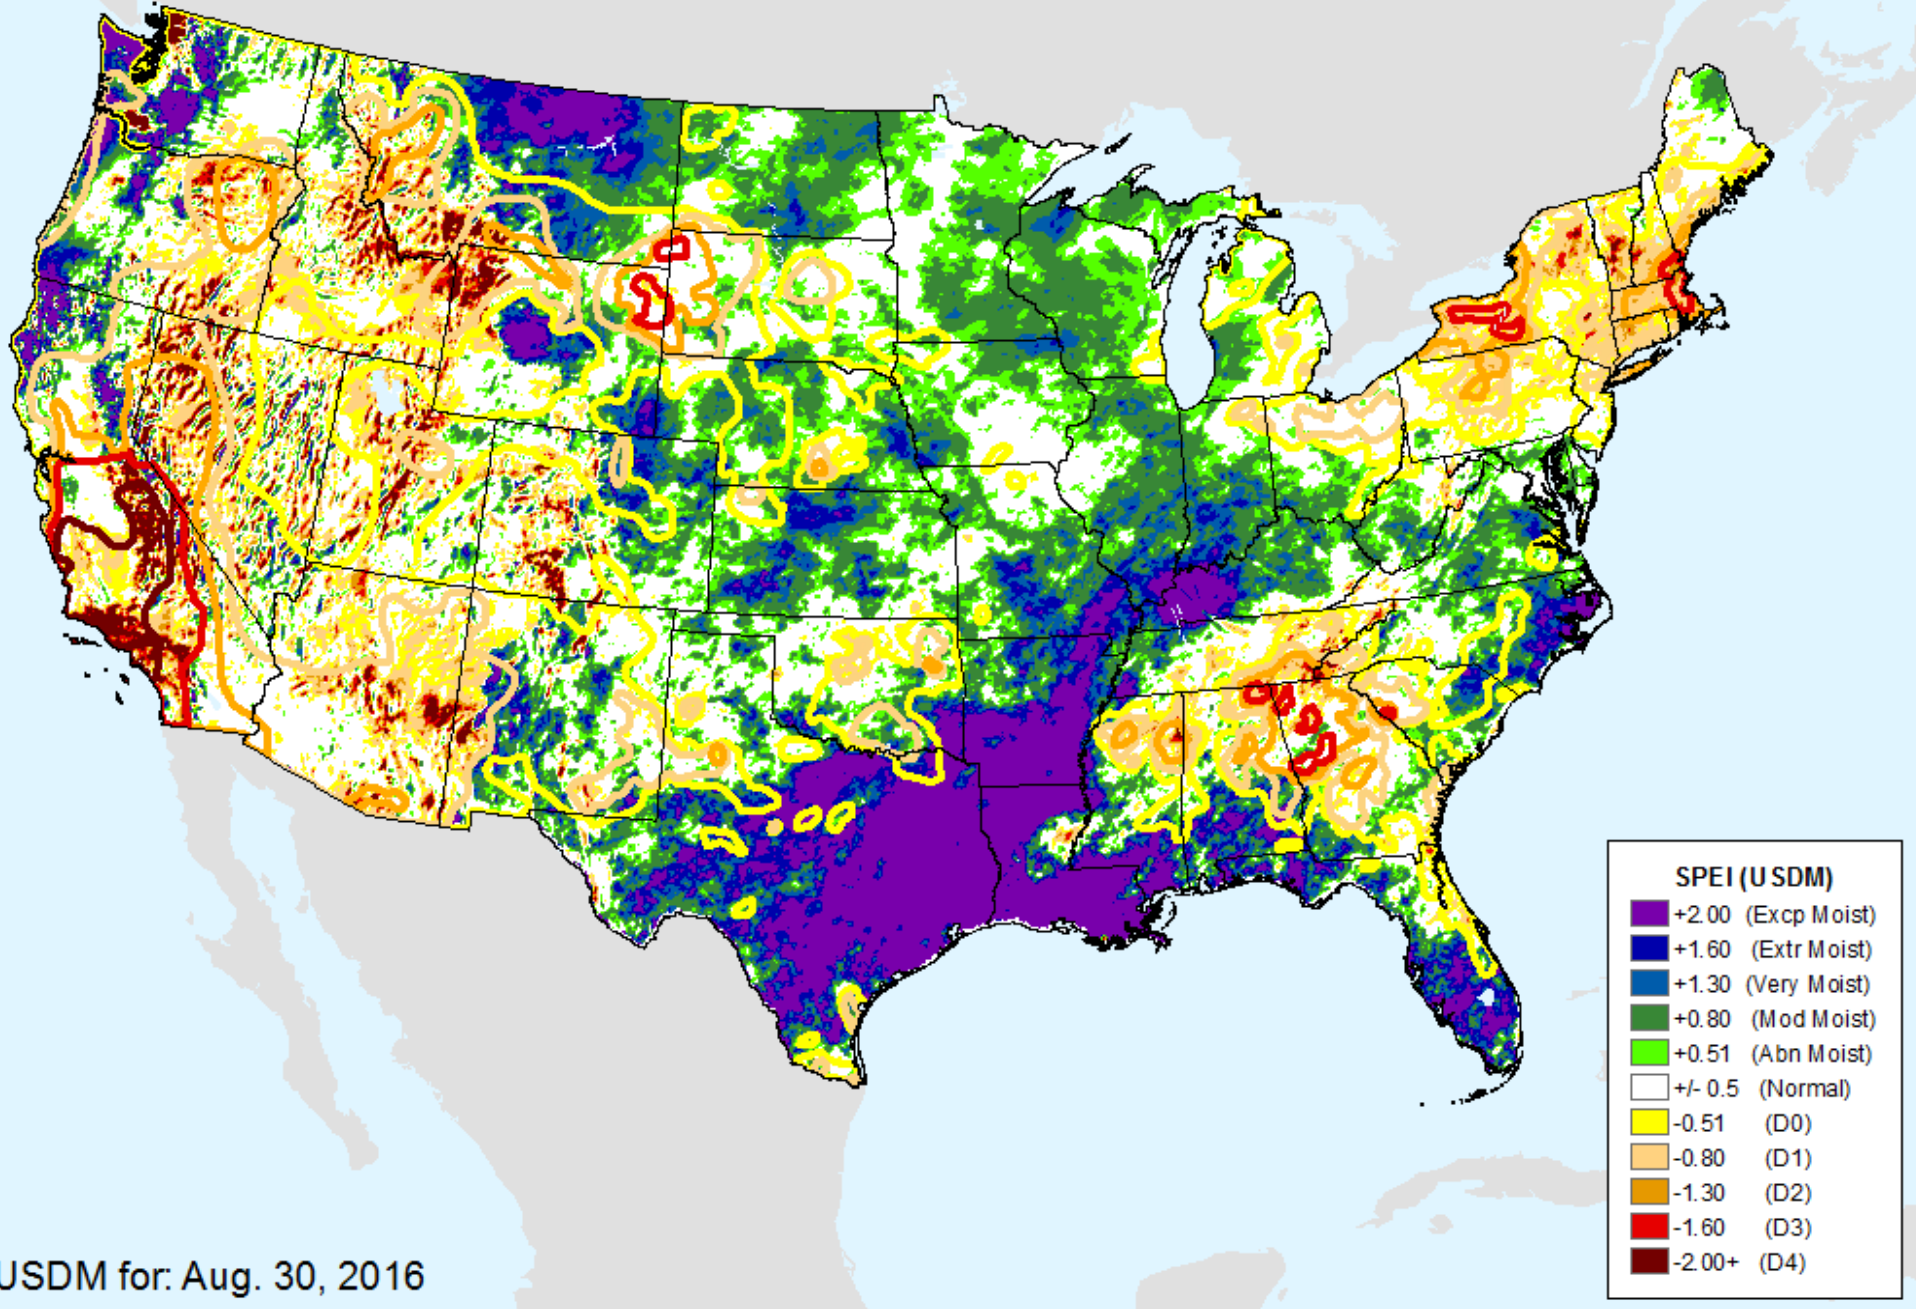 SPEI (USDM)
+2.00 (Excp Moist)
+1.60 (Extr Moist)
+1.30 (Very Moist)
+0.80 (Mod Moist)
+0.51 (Abn Moist)
+/- 0.5 (Normal)
-0.51 (D0)
-0.80 (D1)
-1.30 (D2)
-1.60 (D3)
-2.00+ (D4)
USDM for: Aug. 30, 2016